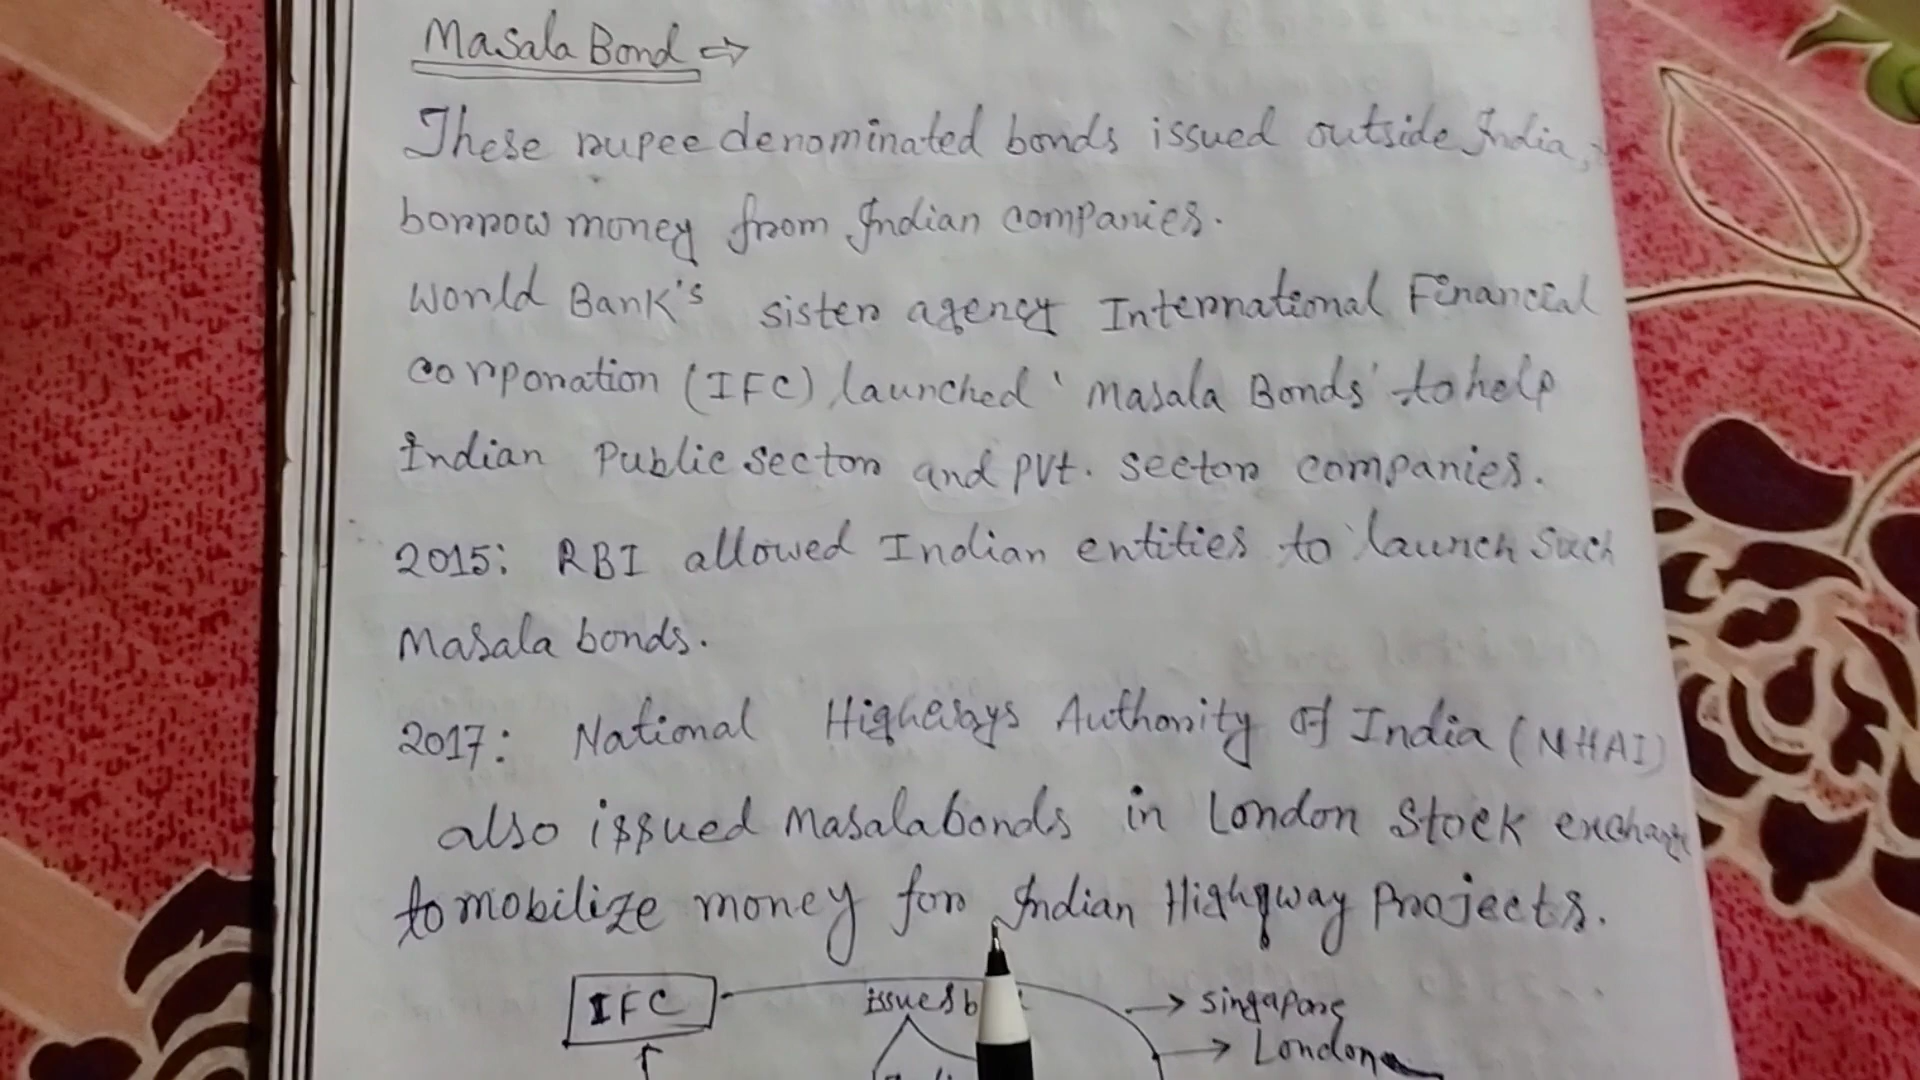 Masala Bond ⇒
These rupee denominated bonds issued outside India,
borrow money from Indian companies.
World Bank's sister agency International Financial
corporation (IFC) launched 'Masala Bonds' to help
Indian Public sector and pvt. sector companies.
2015: RBI allowed Indian entities to launch such
Masala bonds.
2017: National Highways Authority of India (NHAI)
also issued Masala bonds in London Stock exchange
to mobilize money for Indian Highway Projects.
IFC issues → Singapore
→ London